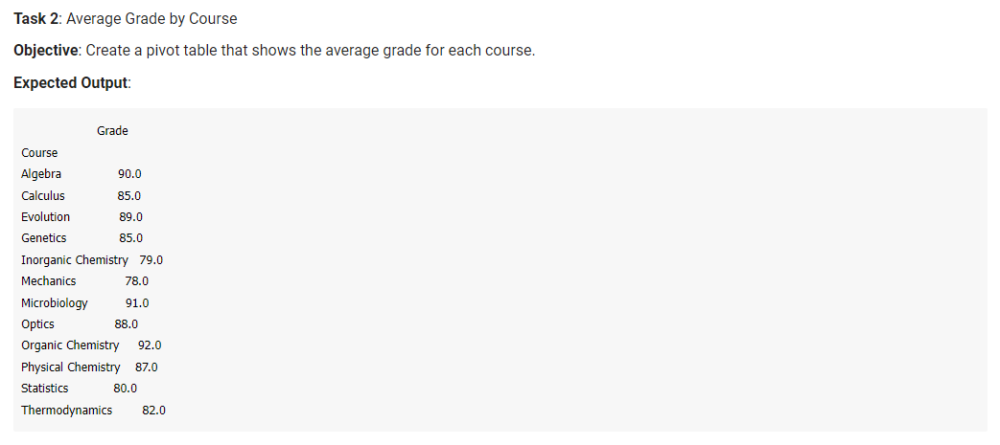 Task 2: Average Grade by Course
Objective: Create a pivot table that shows the average grade for each course.
Expected Output:
Grade
Course
Algebra 90.0
Calculus 85.0
Evolution 89.0
Genetics 85.0
Inorganic Chemistry 79.0
Mechanics 78.0
Microbiology 91.0
Optics 88.0
Organic Chemistry 92.0
Physical Chemistry 87.0
Statistics 80.0
Thermodynamics 82.0